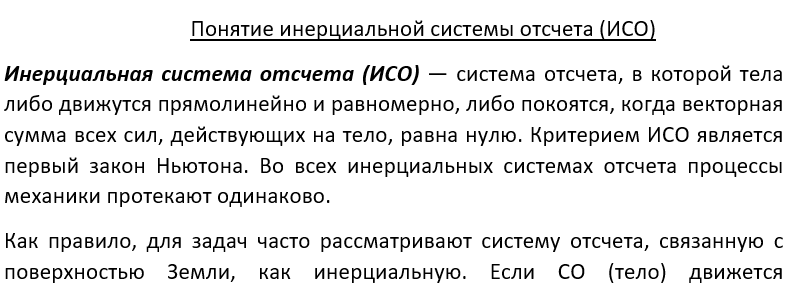 Понятие инерциальной системы отсчета (ИСО)
Инерциальная система отсчета (ИСО) — система отсчета, в которой тела
либо движутся прямолинейно и равномерно, либо покоятся, когда векторная
сумма всех сил, действующих на тело, равна нулю. Критерием ИСО является
первый закон Ньютона. Во всех инерциальных системах отсчета процессы
механики протекают одинаково.
Как правило, для задач часто рассматривают систему отсчета, связанную с
поверхностью Земли, как инерциальную. Если СО (тело) движется